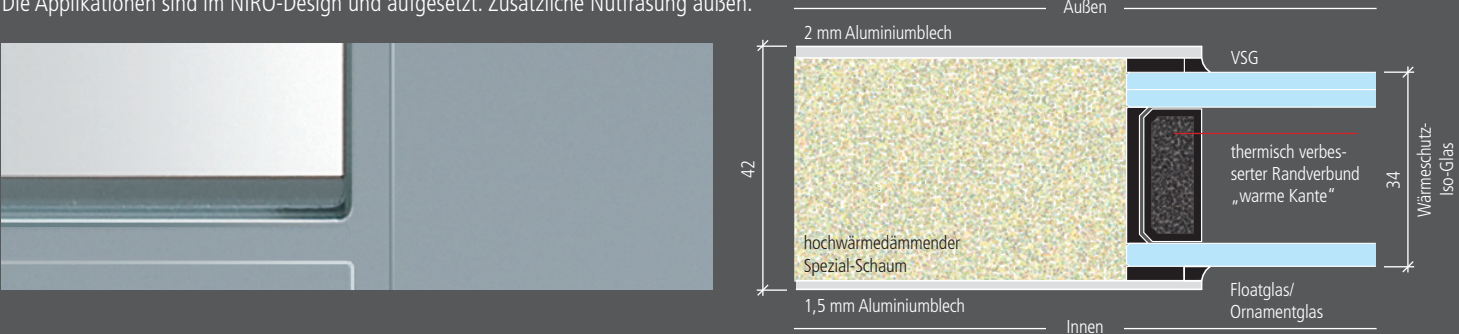 Die Applikationen sind im NIRO-Design und aufgesetzt. Zusätzliche Nutfräsung außen.
Außen
2 mm Aluminiumblech
VSG
42
thermisch verbes-
serter Randverbund
„warme Kante“
34
Wärmeschutz-
Iso-Glas
hochwärmedämmender
Spezial-Schaum
1,5 mm Aluminiumblech
Floatglas/
Ornamentglas
Innen